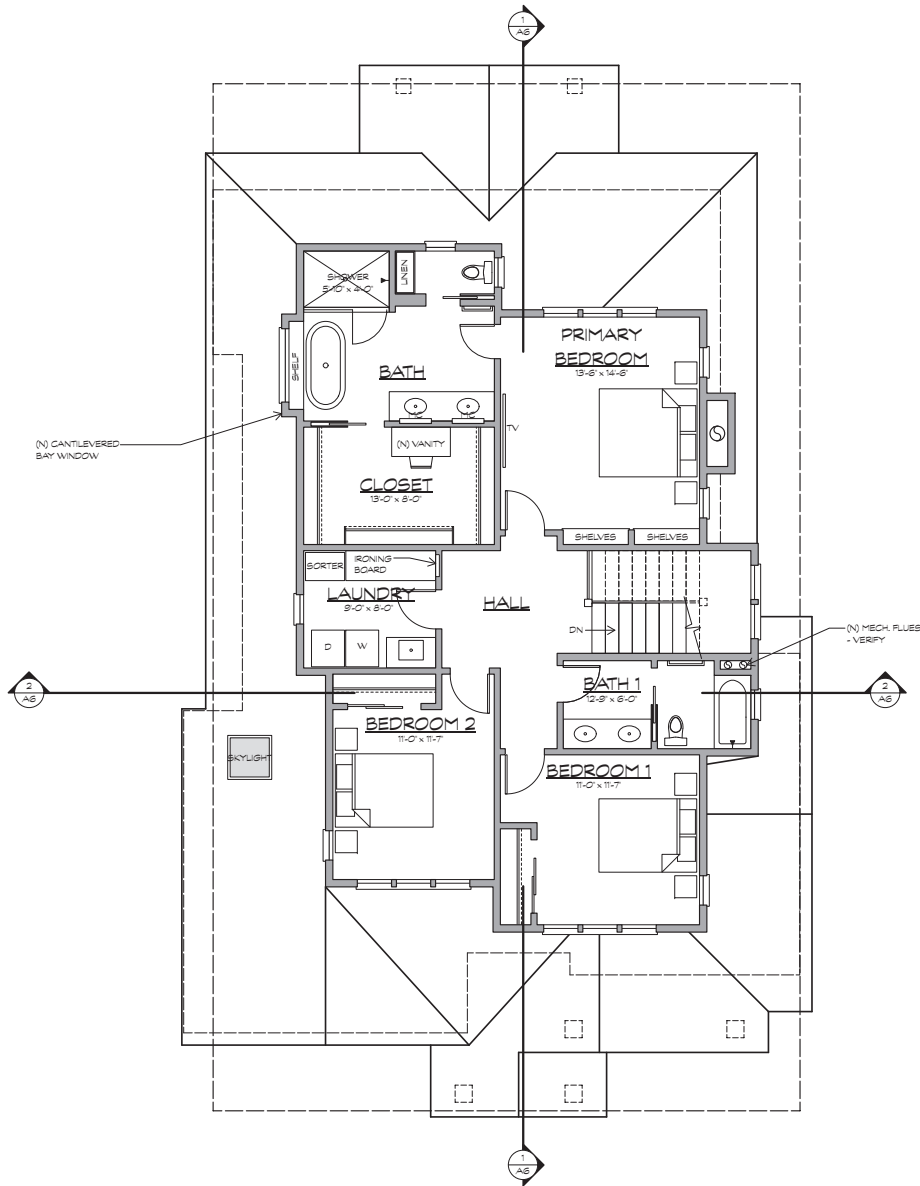 1
A6
LINEN
SHOWER
5'-10" x 4'-0"
PRIMARY
BEDROOM
13'-6" x 14'-6"
SHELF
BATH
MC
MC
TV
(N) CANTILEVERED
BAY WINDOW
(N) VANITY
CLOSET
13'-0" x 8'-0"
SHELVES
SHELVES
SORTER
IRONING
BOARD
LAUNDRY
9'-0" x 8'-0"
HALL
DN
D
W
(N) MECH. FLUES
- VERIFY
2
A6
BATH 1
12'-9" x 6'-0"
2
A6
BEDROOM 2
11'-0" x 11'-7"
SKYLIGHT
BEDROOM 1
11'-0" x 11'-7"
1
A6